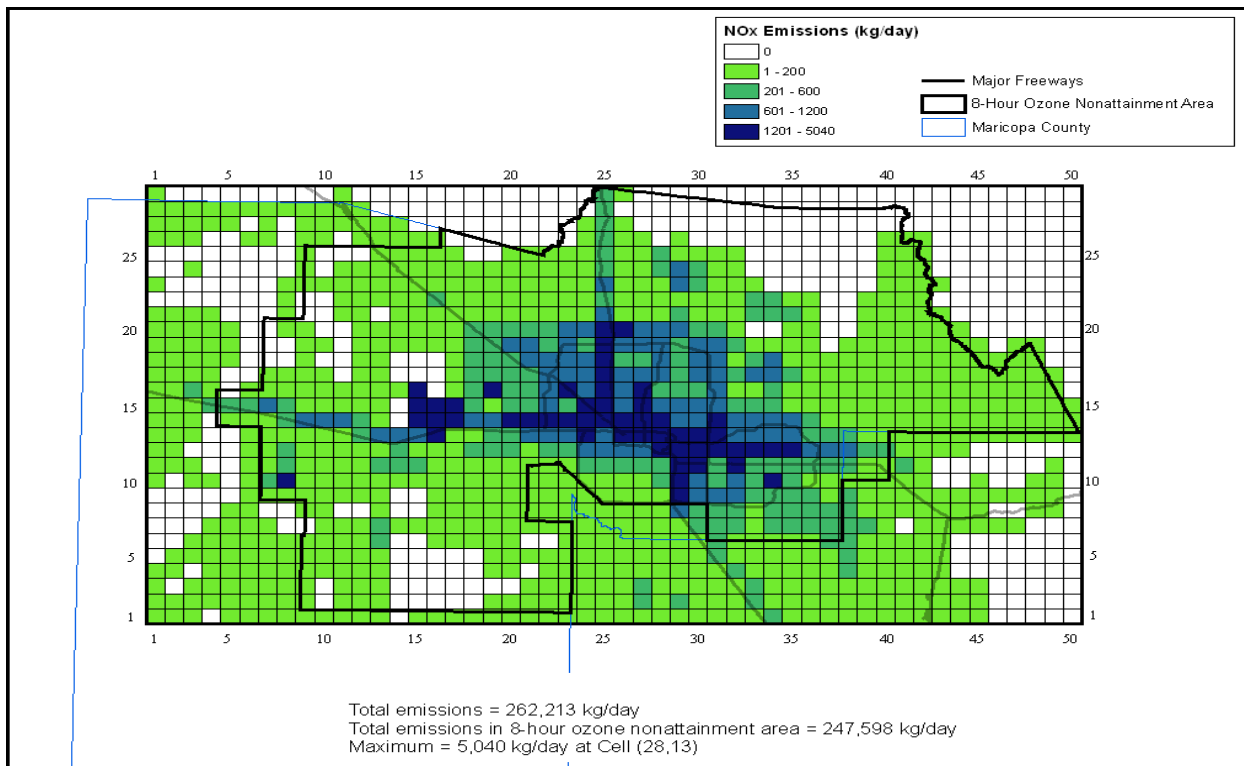 NOx Emissions (kg/day)
0
1 - 200
201 - 600
601 - 1200
1201 - 5040
Major Freeways
8-Hour Ozone Nonattainment Area
Maricopa County
1 5 10 15 20 25 30 35 40 45 50
25 25
20 20
15 15
10 10
5 5
1 1
1 5 10 15 20 25 30 35 40 45 50
Total emissions = 262,213 kg/day
Total emissions in 8-hour ozone nonattainment area = 247,598 kg/day
Maximum = 5,040 kg/day at Cell (28,13)